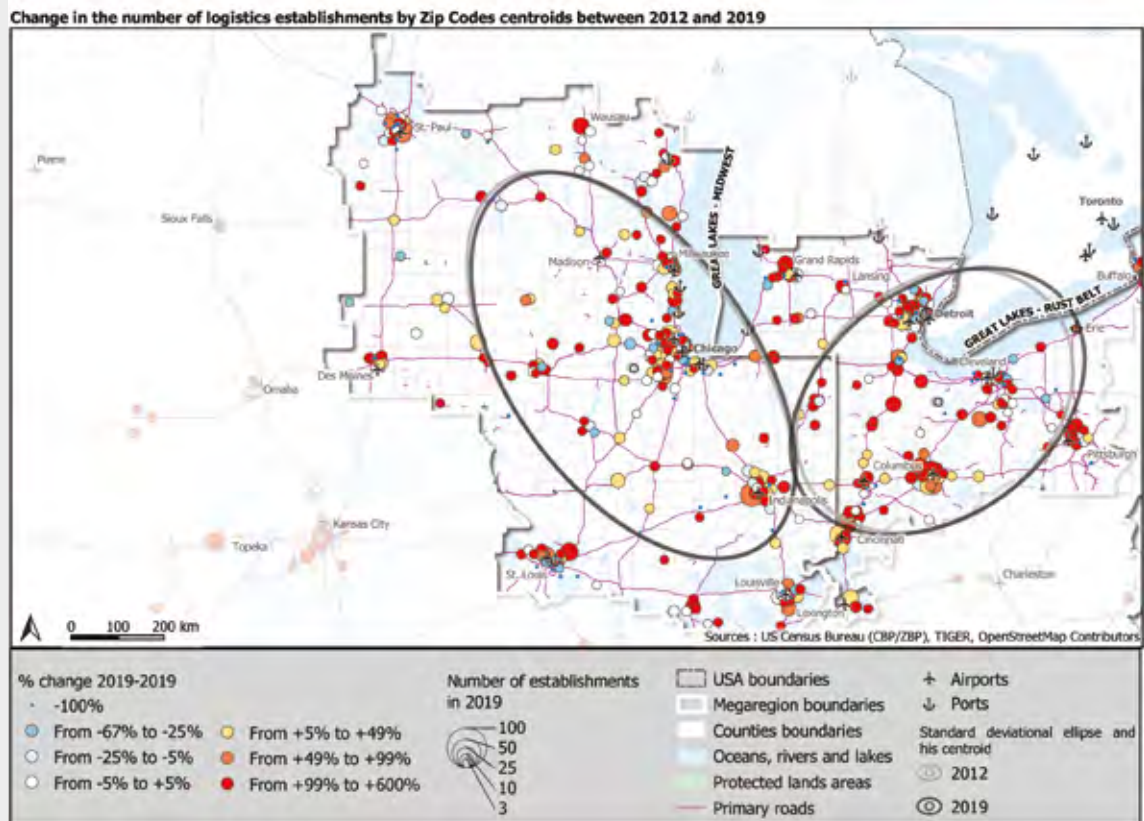 Change in the number of logistics establishments by Zip Codes centroids between 2012 and 2019
St. Paul
Wausau
Pierre
Sioux Falls
Toronto
GREAT LAKES - MIDWEST
Madison
Milwaukee
Grand Rapids
Lansing
Buffalo
Detroit
GREAT LAKES - RUST BELT
Erie
Chicago
Cleveland
Des Moines
Omaha
Pittsburgh
Columbus
Indianapolis
Kansas City
Topeka
Cincinnati
St. Louis
Charleston
Louisville
Lexington
0 100 200 km
Sources : US Census Bureau (CBP/ZBP), TIGER, OpenStreetMap Contributors
% change 2019-2019
-100%
From -67% to -25%
From -25% to -5%
From -5% to +5%
From +5% to +49%
From +49% to +99%
From +99% to +600%
Number of establishments
in 2019
100
50
25
10
3
USA boundaries
Megaregion boundaries
Counties boundaries
Oceans, rivers and lakes
Protected lands areas
Primary roads
Airports
Ports
Standard deviational ellipse and
his centroid
2012
2019